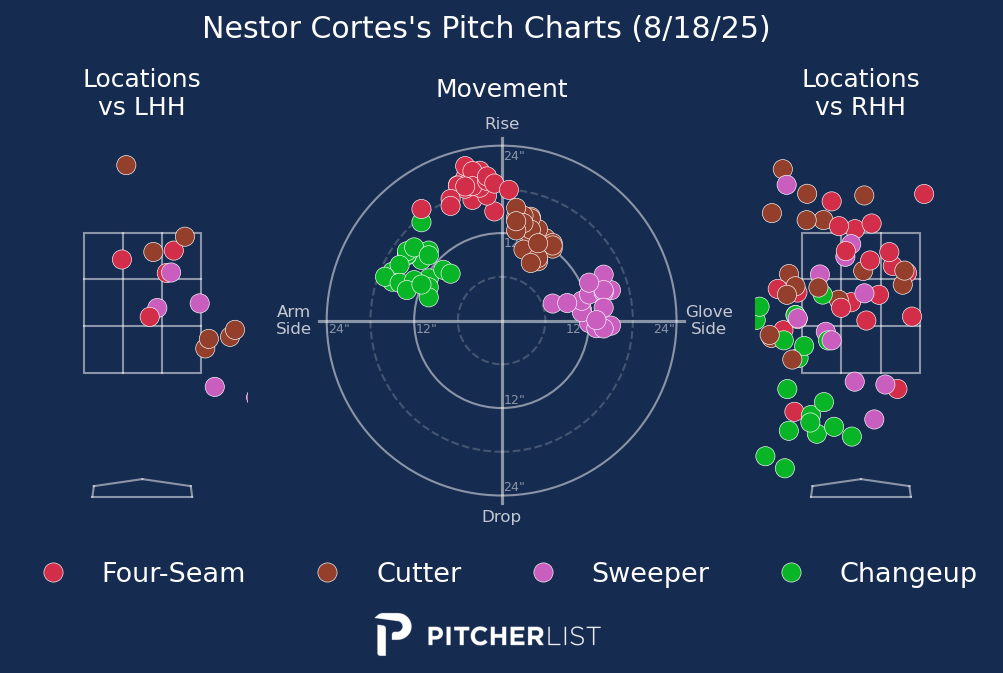 Nestor Cortes's Pitch Charts (8/18/25)
Locations
vs LHH
Movement
Locations
vs RHH
Rise
24"
12"
Arm
Side
24"
12"
12"
24"
Glove
Side
12"
24"
Drop
Four-Seam
Cutter
Sweeper
Changeup
PITCHERLIST